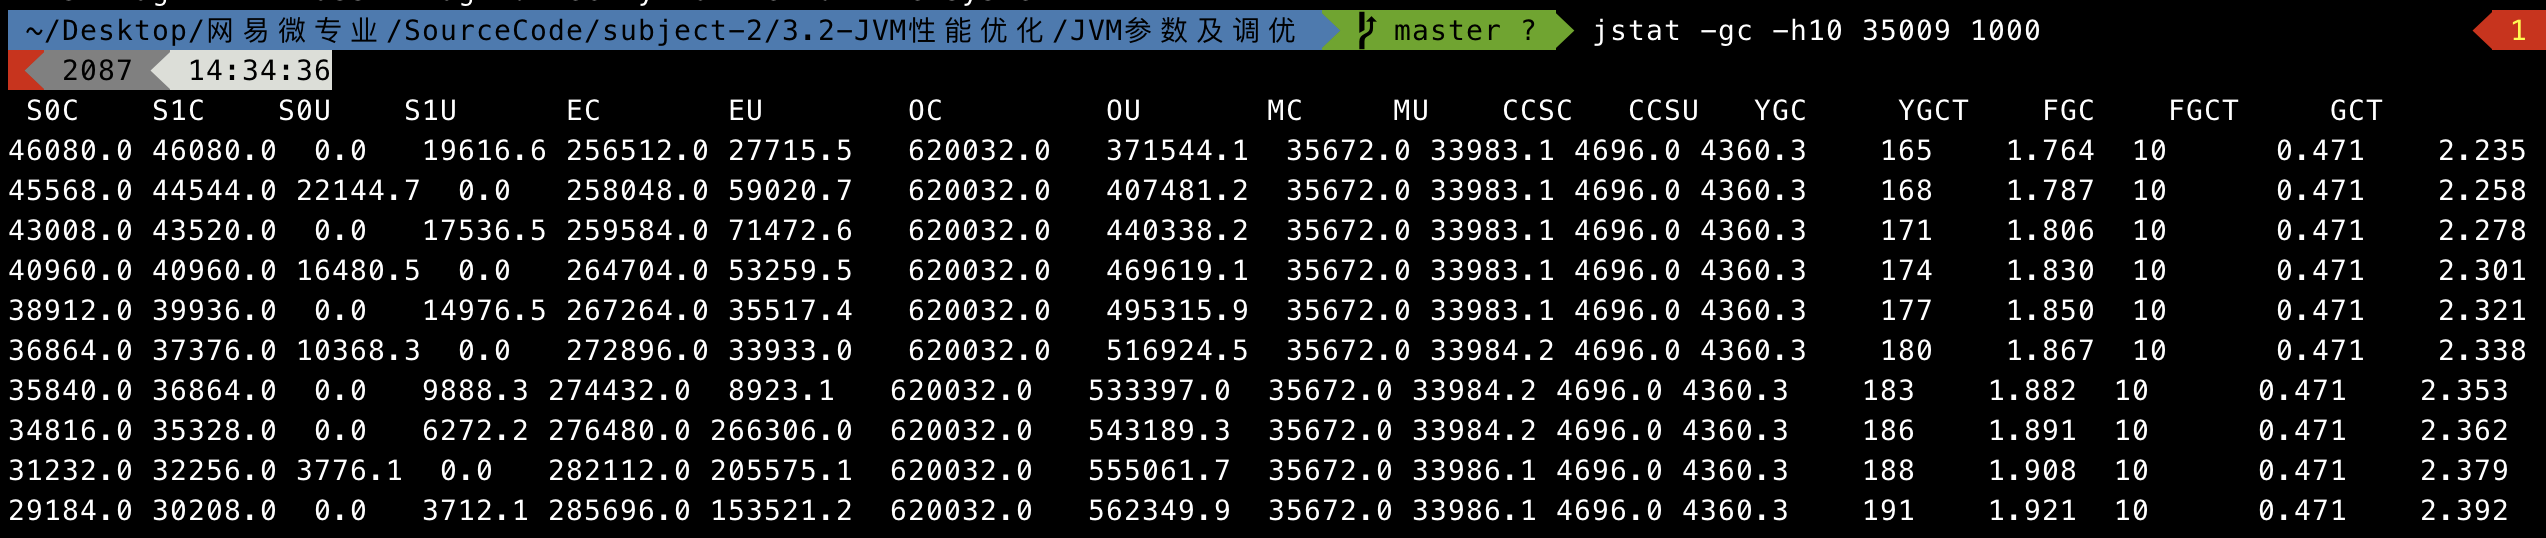 ~/Desktop/网易微专业/SourceCode/subject-2/3.2-JVM性能优化/JVM参数及调优 master ? jstat -gc -h10 35009 1000 1
2087 14:34:36
S0C S1C S0U S1U EC EU OC OU MC MU CCSC CCSU YGC YGCT FGC FGCT GCT
46080.0 46080.0 0.0 19616.6 256512.0 27715.5 620032.0 371544.1 35672.0 33983.1 4696.0 4360.3 165 1.764 10 0.471 2.235
45568.0 44544.0 22144.7 0.0 258048.0 59020.7 620032.0 407481.2 35672.0 33983.1 4696.0 4360.3 168 1.787 10 0.471 2.258
43008.0 43520.0 0.0 17536.5 259584.0 71472.6 620032.0 440338.2 35672.0 33983.1 4696.0 4360.3 171 1.806 10 0.471 2.278
40960.0 40960.0 16480.5 0.0 264704.0 53259.5 620032.0 469619.1 35672.0 33983.1 4696.0 4360.3 174 1.830 10 0.471 2.301
38912.0 39936.0 0.0 14976.5 267264.0 35517.4 620032.0 495315.9 35672.0 33983.1 4696.0 4360.3 177 1.850 10 0.471 2.321
36864.0 37376.0 10368.3 0.0 272896.0 33933.0 620032.0 516924.5 35672.0 33984.2 4696.0 4360.3 180 1.867 10 0.471 2.338
35840.0 36864.0 0.0 9888.3 274432.0 8923.1 620032.0 533397.0 35672.0 33984.2 4696.0 4360.3 183 1.882 10 0.471 2.353
34816.0 35328.0 0.0 6272.2 276480.0 266306.0 620032.0 543189.3 35672.0 33984.2 4696.0 4360.3 186 1.891 10 0.471 2.362
31232.0 32256.0 3776.1 0.0 282112.0 205575.1 620032.0 555061.7 35672.0 33986.1 4696.0 4360.3 188 1.908 10 0.471 2.379
29184.0 30208.0 0.0 3712.1 285696.0 153521.2 620032.0 562349.9 35672.0 33986.1 4696.0 4360.3 191 1.921 10 0.471 2.392